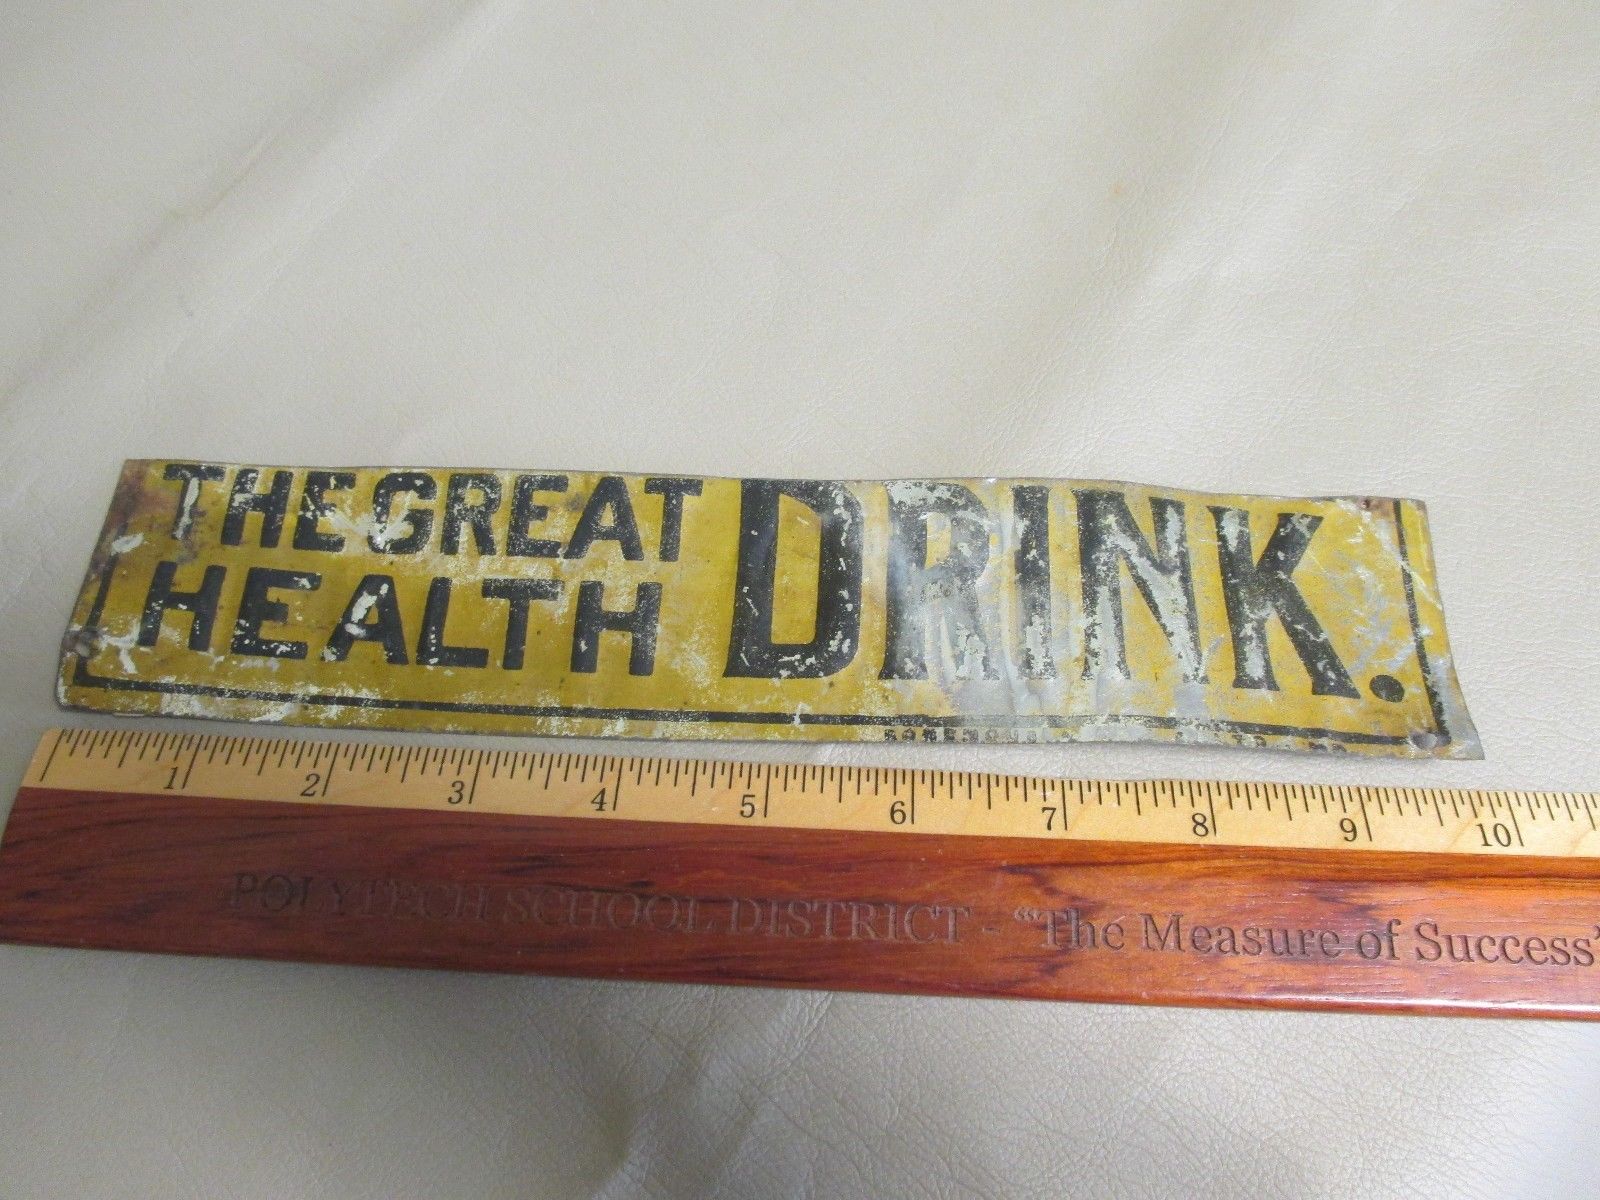 THE GREAT
HEALTH DRINK.
1 2 3 4 5 6 7 8 9 10
POLYTECH SCHOOL DISTRICT - "The Measure of Success"